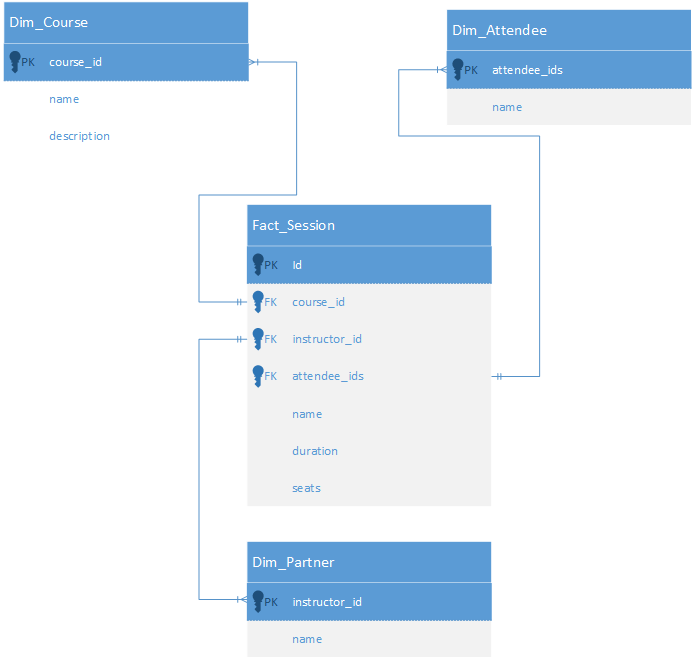 Dim_Course
PK course_id
name
description
Dim_Attendee
PK attendee_ids
name
Fact_Session
PK Id
FK course_id
FK instructor_id
FK attendee_ids
name
duration
seats
Dim_Partner
PK instructor_id
name